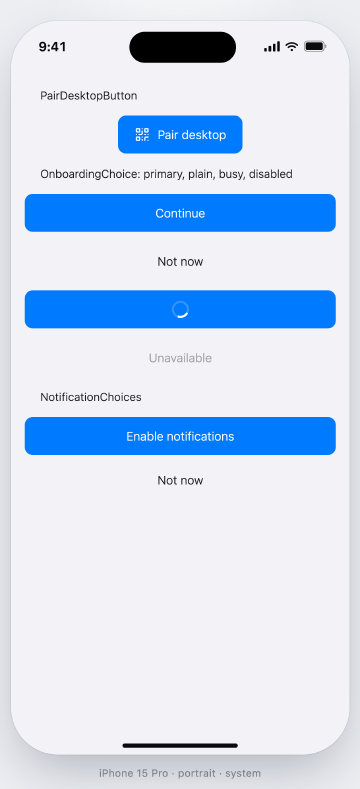 9:41
PairDesktopButton
Pair desktop
OnboardingChoice: primary, plain, busy, disabled
Continue
Not now
Unavailable
NotificationChoices
Enable notifications
Not now
iPhone 15 Pro · portrait · system